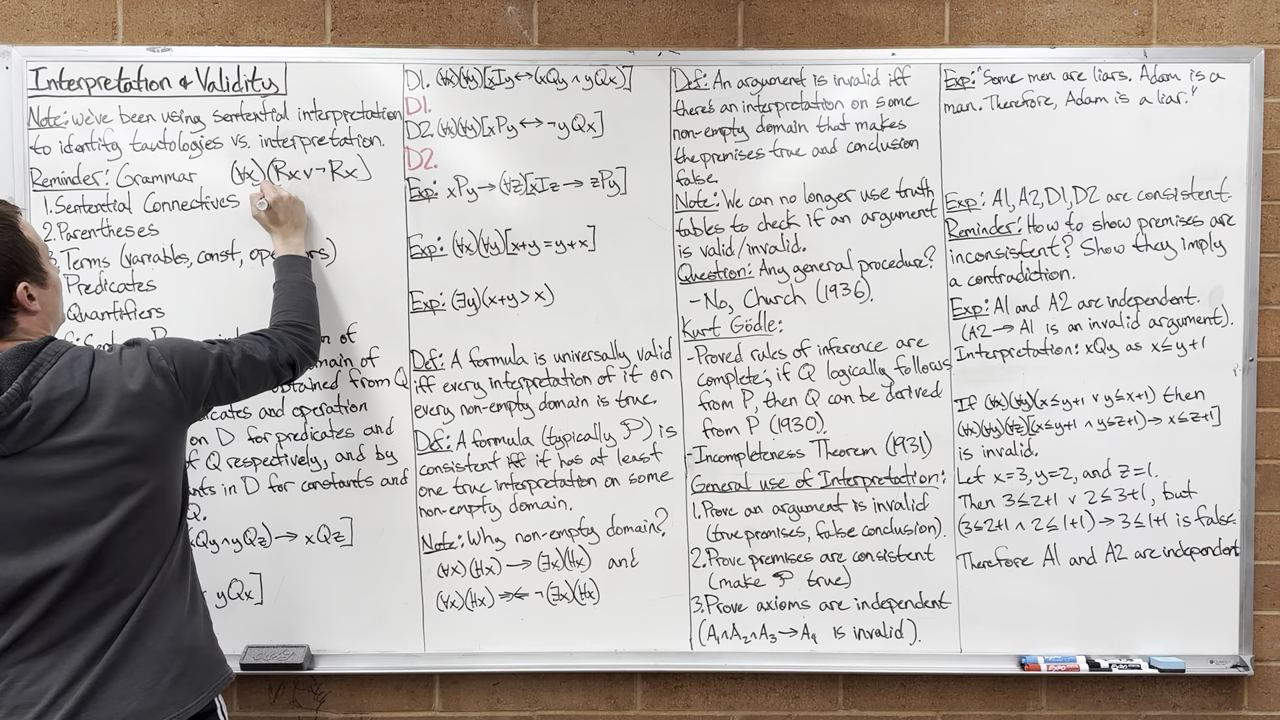 Interpretation & Validity
Note: we've been using sentential interpretation
to identify tautologies vs. interpretation.
Reminder: Grammar (∀x)(Rx ∨ ¬Rx)
1. Sentential Connectives
2. Parentheses
3. Terms (variables, const, operators)
Predicates
Quantifiers
of
main of
obtained from Q
icates and operation
on D for predicates and
f Q respectively, and by
nts in D for constants and
Q.
xQy ∧ yQz) → xQz]
yQx]
D1. (∀x)(∀y)[xIy ↔ (xQy ∧ yQx)]
D1.
D2. (∀x)(∀y)[xPy ↔ ¬yQx]
D2.
Exp: xPy → (∀z)[xIz → zPy]
Exp: (∀x)(∀y)[x+y = y+x]
Exp: (∃y)(x+y > x)
Def: A formula is universally valid
iff every interpretation of it on
every non-empty domain is true.
Def: A formula (typically P) is
consistent iff it has at least
one true interpretation on some
non-empty domain.
Note: Why non-empty domain?
(∀x)(Hx) → (∃x)(Hx) and
(∀x)(Hx) → ¬(∃x)(Hx)
Def: An argument is invalid iff
there's an interpretation on some
non-empty domain that makes
the premises true and conclusion
false.
Note: We can no longer use truth
tables to check if an argument
is valid/invalid.
Question: Any general procedure?
- No, Church (1936).
Kurt Gödle:
- Proved rules of inference are
complete; if Q logically follows
from P, then Q can be derived
from P (1930).
- Incompleteness Theorem (1931)
General use of Interpretation:
1. Prove an argument is invalid
(true premises, false conclusion).
2. Prove premises are consistent
(make P true)
3. Prove axioms are independent
(A₁∧A₂∧A₃→A₄ is invalid).
Exp: "Some men are liars. Adam is a
man. Therefore, Adam is a liar."
Exp: A1, A2, D1, D2 are consistent.
Reminder: How to show premises are
inconsistent? Show they imply
a contradiction.
Exp: A1 and A2 are independent.
(A2 → A1 is an invalid argument).
Interpretation: xQy as x≤y+1
If (∀x)(∀y)(x≤y+1 ∨ y≤x+1) then
(∀x)(∀y)(∀z)[(x≤y+1 ∧ y≤z+1) → x≤z+1]
is invalid.
Let x=3, y=2, and z=1.
Then 3≤2+1 ∨ 2≤3+1, but
(3≤2+1 ∧ 2≤1+1) → 3≤1+1 is false
Therefore A1 and A2 are independent